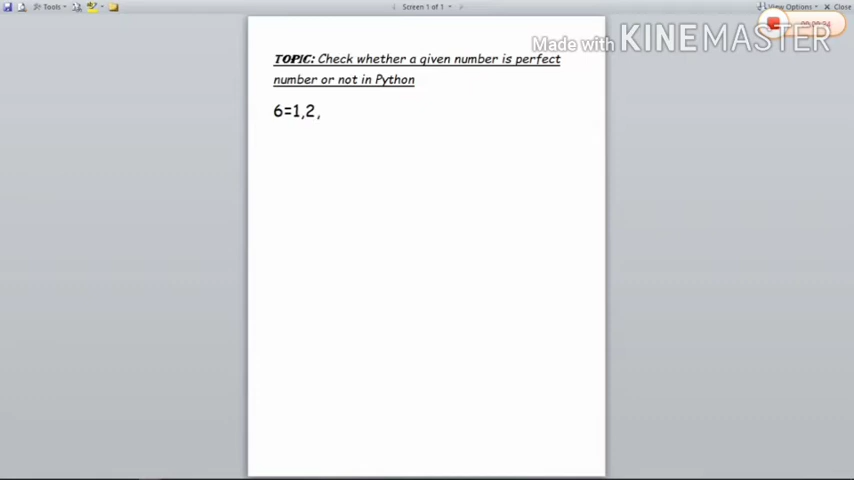 Tools
Screen 1 of 1
View Options
Close
Made with KINEMASTER
TOPIC: Check whether a given number is perfect
number or not in Python
6=1,2,